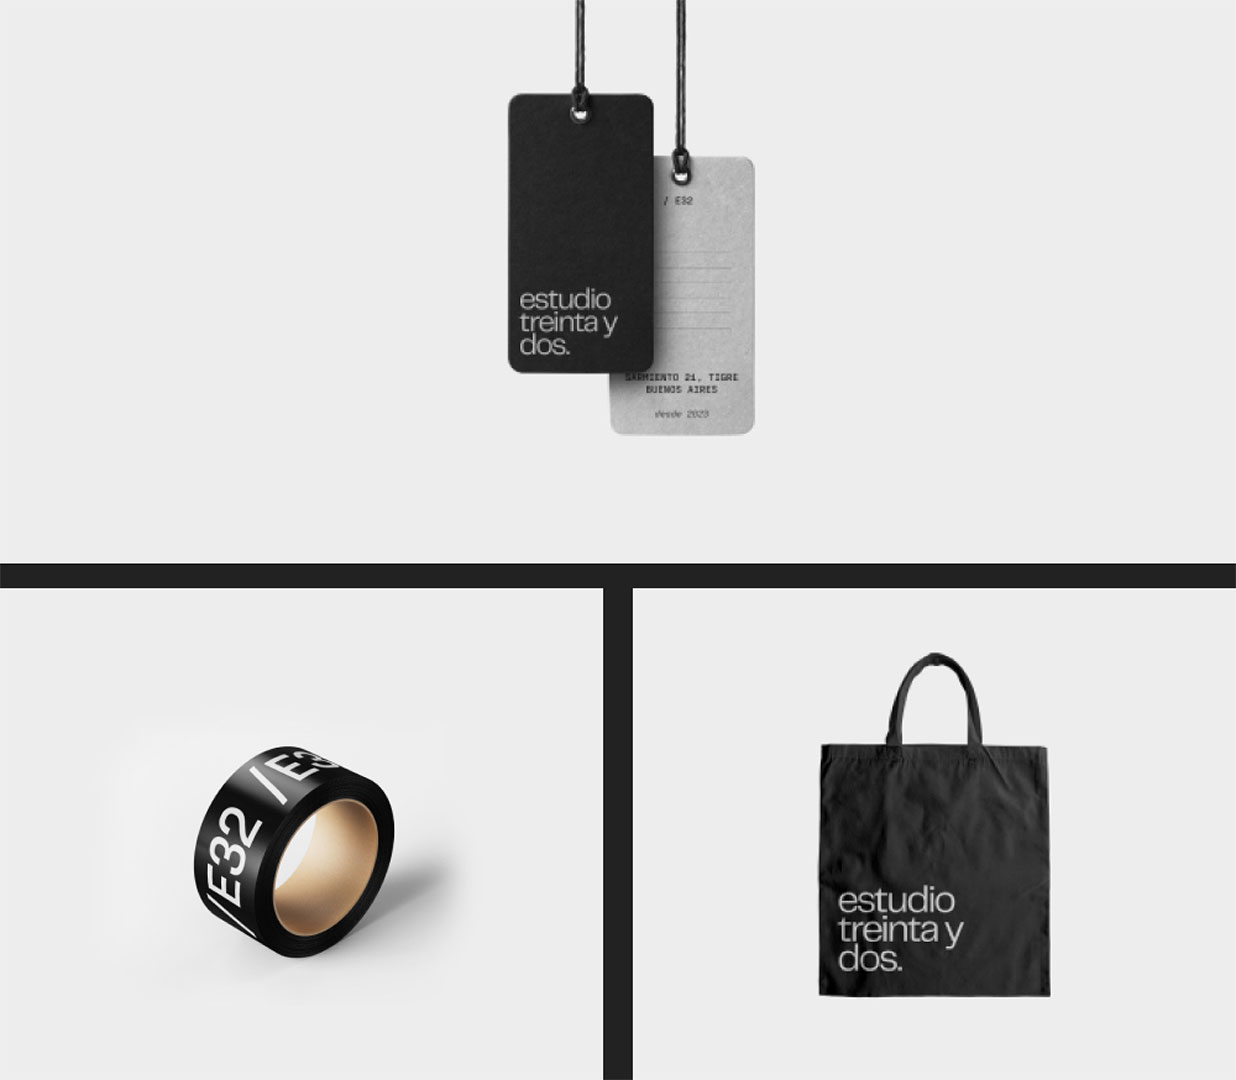 estudio
treinta y
dos.
/ E32
SARMIENTO 21, TIGRE
BUENOS AIRES
desde 2023
/E32 /E3
estudio
treinta y
dos.